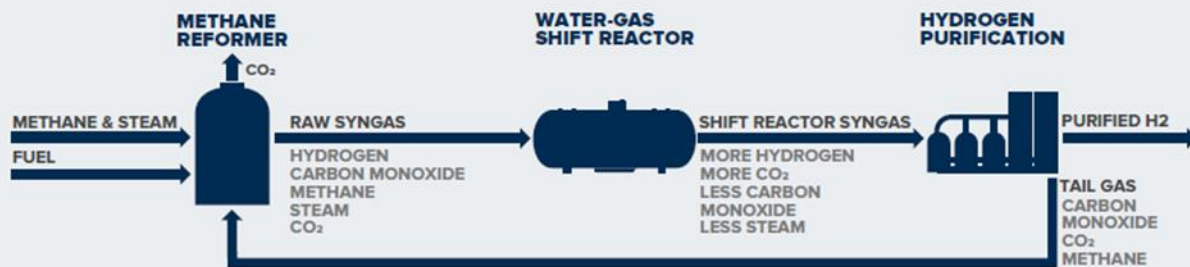 METHANE
REFORMER
WATER-GAS
SHIFT REACTOR
HYDROGEN
PURIFICATION
CO₂
METHANE & STEAM
FUEL
RAW SYNGAS
HYDROGEN
CARBON MONOXIDE
METHANE
STEAM
CO₂
SHIFT REACTOR SYNGAS
MORE HYDROGEN
MORE CO₂
LESS CARBON
MONOXIDE
LESS STEAM
PURIFIED H2
TAIL GAS
CARBON
MONOXIDE
CO₂
METHANE